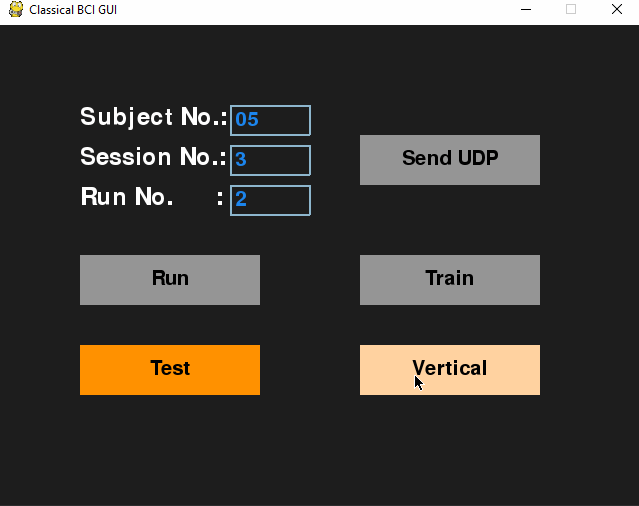 Classical BCI GUI
Subject No.: 05
Session No.: 3
Run No. : 2
Send UDP
Run
Train
Test
Vertical